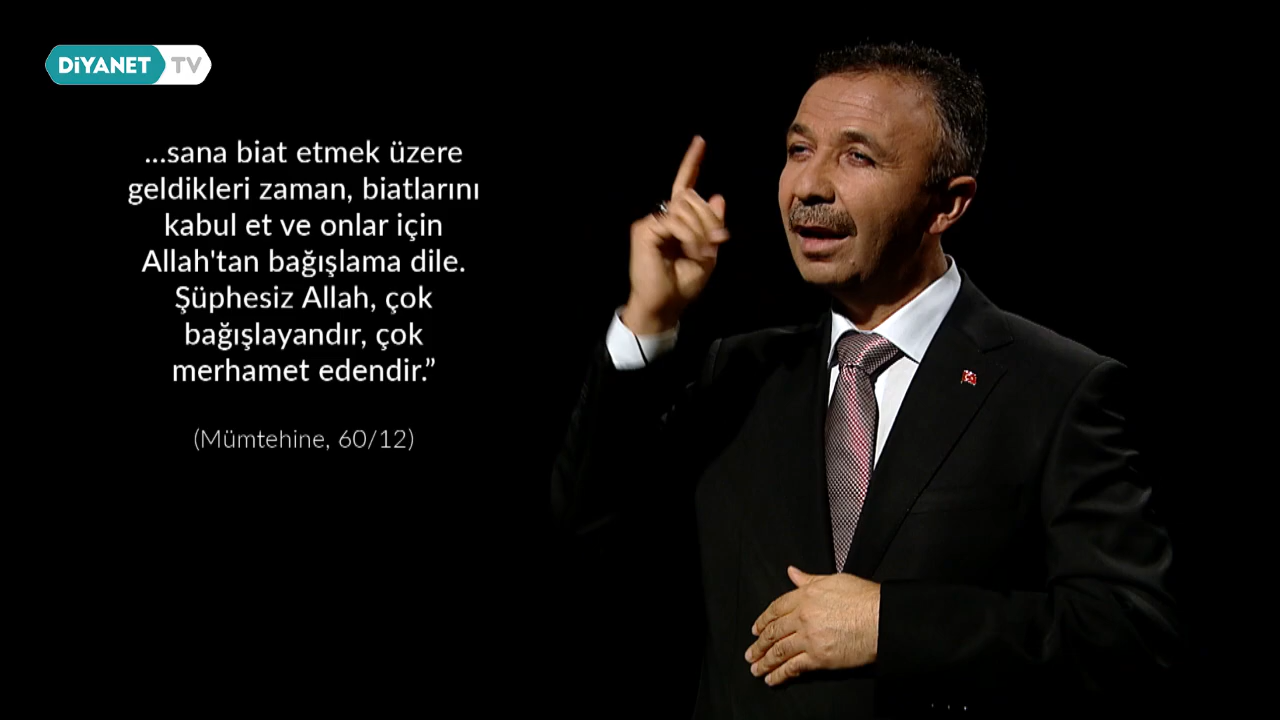 DİYANET TV
...sana biat etmek üzere
geldikleri zaman, biatlarını
kabul et ve onlar için
Allah'tan bağışlama dile.
Şüphesiz Allah, çok
bağışlayandır, çok
merhamet edendir.”
(Mümtehine, 60/12)